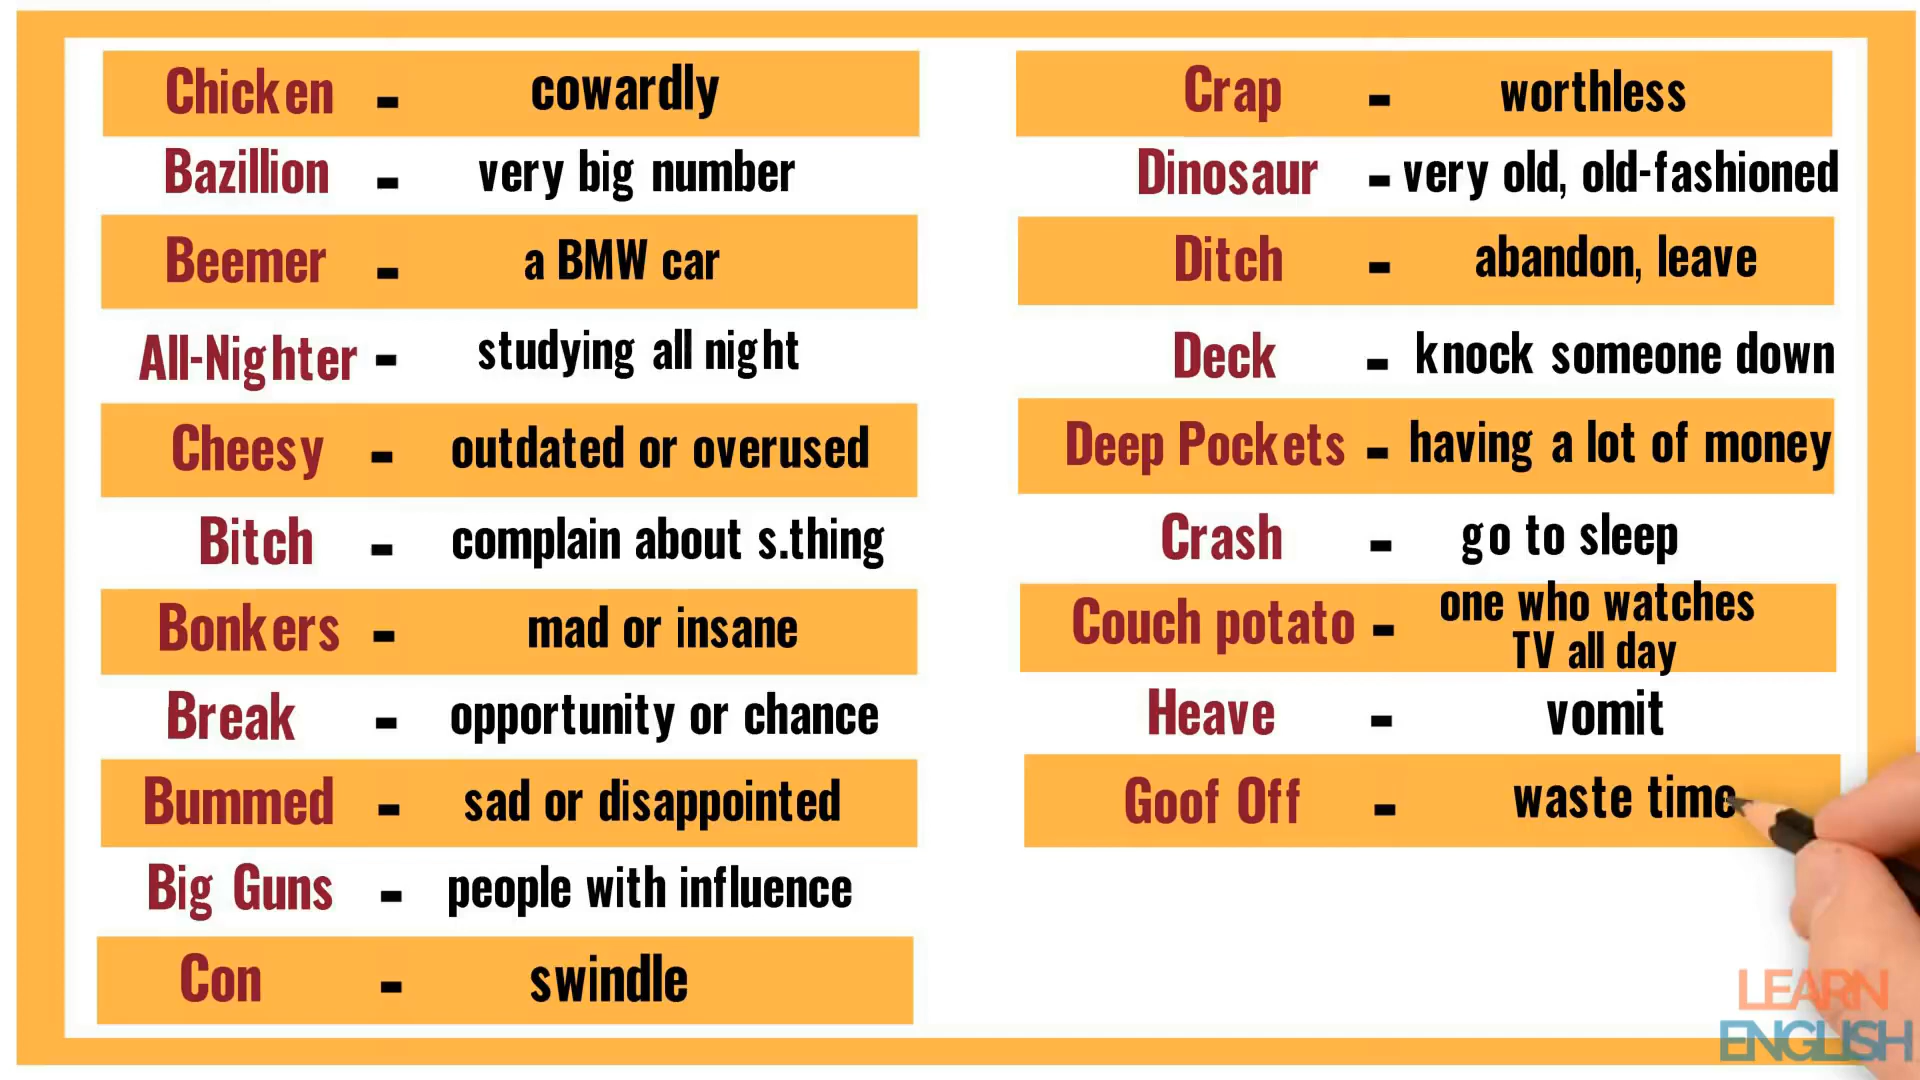 Chicken - cowardly
Bazillion - very big number
Beemer - a BMW car
All-Nighter - studying all night
Cheesy - outdated or overused
Bitch - complain about s.thing
Bonkers - mad or insane
Break - opportunity or chance
Bummed - sad or disappointed
Big Guns - people with influence
Con - swindle
Crap - worthless
Dinosaur - very old, old-fashioned
Ditch - abandon, leave
Deck - knock someone down
Deep Pockets - having a lot of money
Crash - go to sleep
Couch potato - one who watches
TV all day
Heave - vomit
Goof Off - waste time
LEARN
ENGLISH